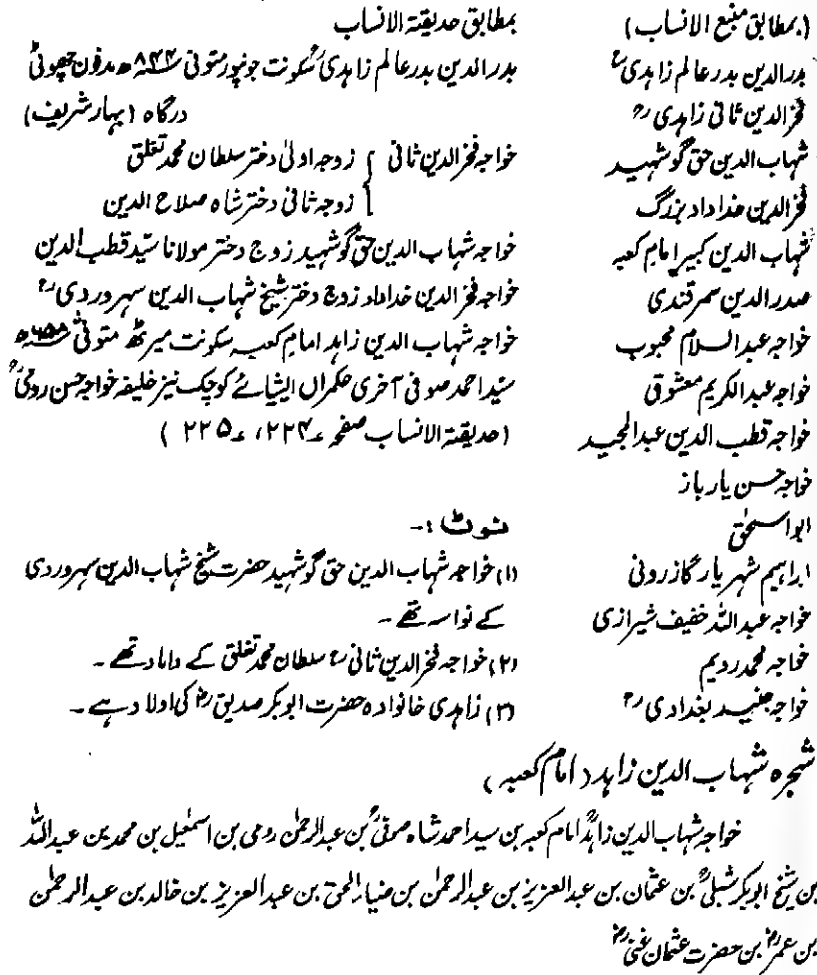 (بمطابق منبع الانساب)
بدرالدین بدر عالم زاہدیؒ
فخرالدین ثانی زاہدیؒ
شہاب الدین حق گو شہید
فخرالدین خداداد بزرگ
شہاب الدین کبیر امام کعبہ
صدرالدین سمرقندی
خواجہ عبدالسلام محبوب
خواجہ عبدالکریم معشوق
خواجہ قطب الدین عبدالمجید
خواجہ حسن یار باز
ابواسحٰق
ابراہیم شہریار گازرونی
خواجہ عبداللہ خفیف شیرازی
خواجہ محمد ردیم
خواجہ جنید بغدادیؒ
بمطابق حدیقتہ الانساب
بدرالدین بدر عالم زاہدیؒ سکونت جونپور متوفی ۸۴۴ھ مدفون چھوٹی
درگاہ (بہار شریف)
خواجہ فخرالدین ثانی } زوجہ اولیٰ دختر سلطان محمد تغلق
زوجہ ثانی دختر شاہ صلاح الدین
خواجہ شہاب الدین حق گو شہید زوج دختر مولانا سید قطب الدین
خواجہ فخرالدین خداداد زوج دختر شیخ شہاب الدین سہروردیؒ
خواجہ شہاب الدین زاہد امام کعبہ سکونت میرٹھ متوفی
سید احمد صوفی آخری حکمراں ایشیائے کوچک نیز خلیفہ خواجہ حسن رومیؒ
(حدیقتہ الانساب صفحہ ۲۲۴، ۲۲۵)
نوٹ :-
(۱) خواجہ شہاب الدین حق گو شہید حضرت شیخ شہاب الدین سہروردی
کے نواسہ تھے ۔
(۲) خواجہ فخرالدین ثانیؒ سلطان محمد تغلق کے داماد تھے ۔
(۳) زاہدی خانوادہ حضرت ابوبکر صدیقؓ کی اولاد ہے ۔
شجرہ شہاب الدین زاہد (امام کعبہ)
خواجہ شہاب الدین زاہدؒ امام کعبہ بن سید احمد شاہ صوفیؒ بن عبدالرحمٰن رومی بن اسمٰعیل بن محمد بن عبداللہ
بن شیخ ابوبکر شبلیؒ بن عثمان بن عبدالعزیز بن عبدالرحمٰن بن ضیاءالحق بن عبدالعزیز بن خالد بن عبدالرحمٰن
بن عمرؓ بن حضرت عثمان غنیؓ